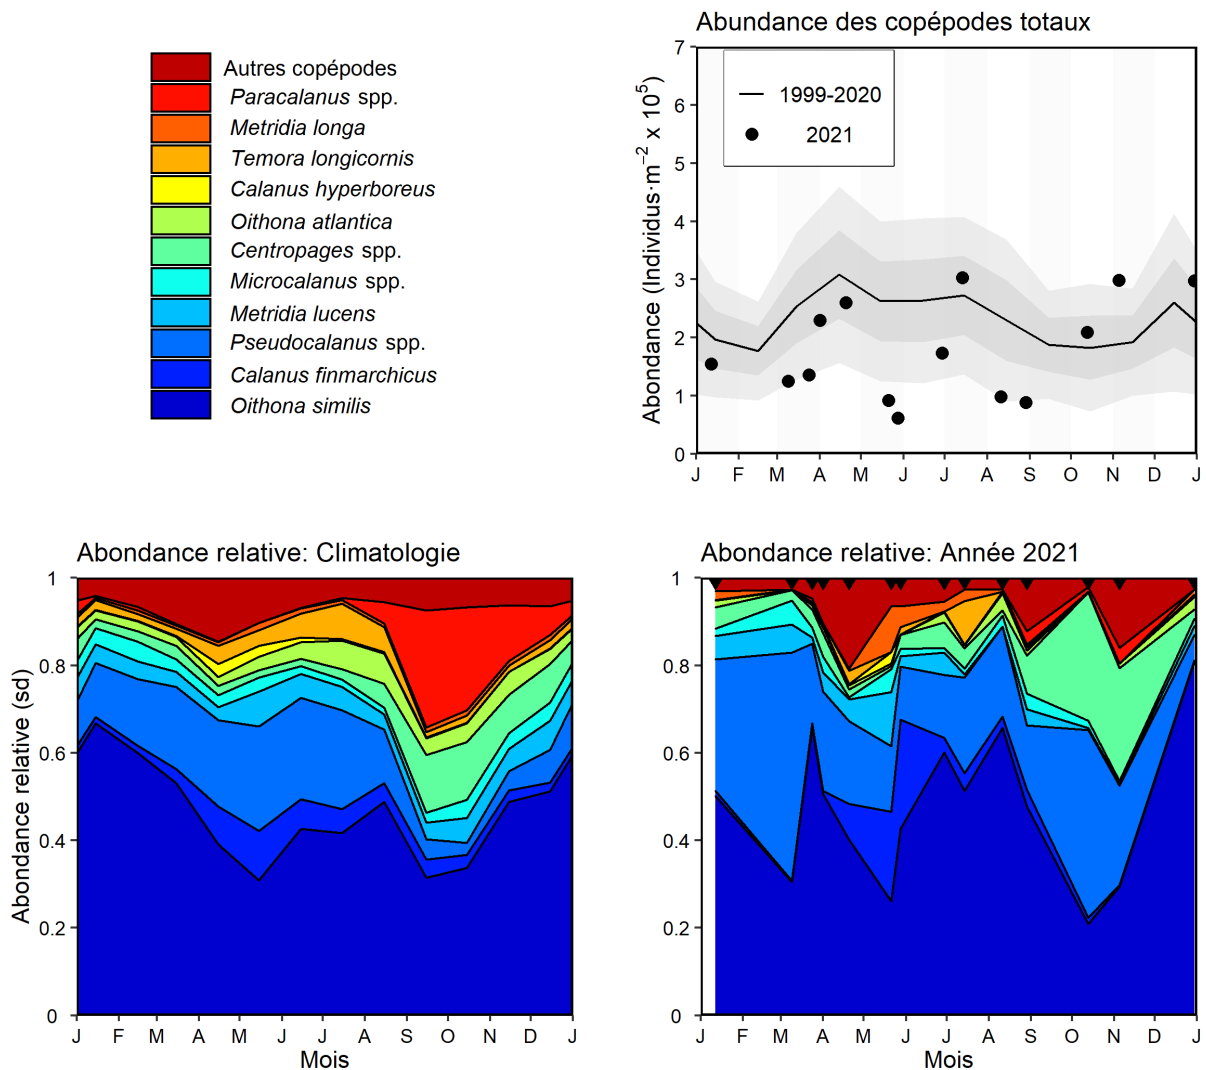 Autres copépodes
Paracalanus spp.
Metridia longa
Temora longicornis
Calanus hyperboreus
Oithona atlantica
Centropages spp.
Microcalanus spp.
Metridia lucens
Pseudocalanus spp.
Calanus finmarchicus
Oithona similis
Abundance des copépodes totaux
Abondance (Individus·m⁻² x 10⁵)
7
6
5
4
3
2
1
0
1999-2020
2021
J F M A M J J A S O N D J
Abondance relative: Climatologie
Abondance relative (sd)
1
0.8
0.6
0.4
0.2
0
J F M A M J J A S O N D J
Mois
Abondance relative: Année 2021
1
0.8
0.6
0.4
0.2
0
J F M A M J J A S O N D J
Mois